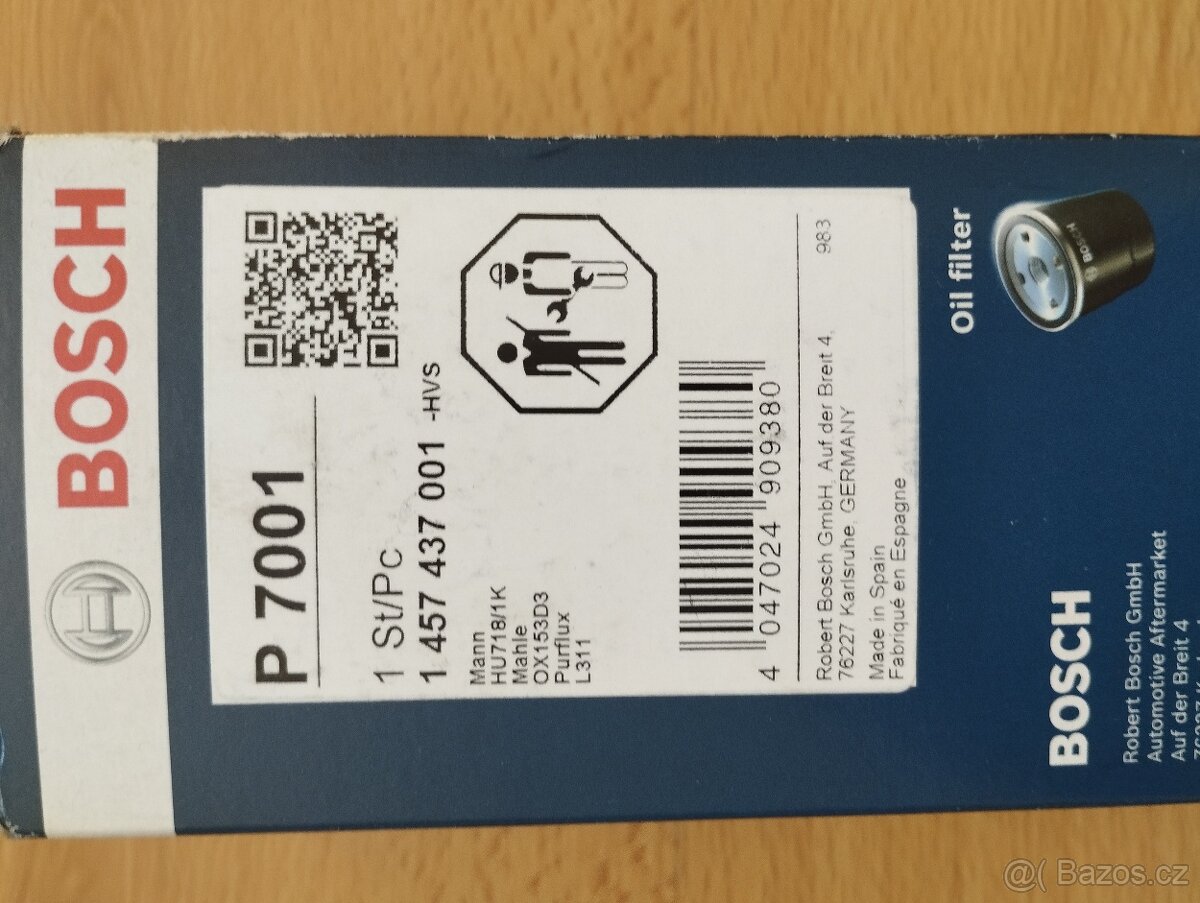 BOSCH
P 7001
1 St/Pc
1 457 437 001 -HVS
Mann
HU718/1K
Mahle
OX153D3
Purflux
L311
4 047024 909380
983
Robert Bosch GmbH, Auf der Breit 4,
76227 Karlsruhe, GERMANY
Made in Spain
Fabriqué en Espagne
Oil filter
BOSCH
BOSCH
Robert Bosch GmbH
Automotive Aftermarket
Auf der Breit 4
@( Bazos.cz